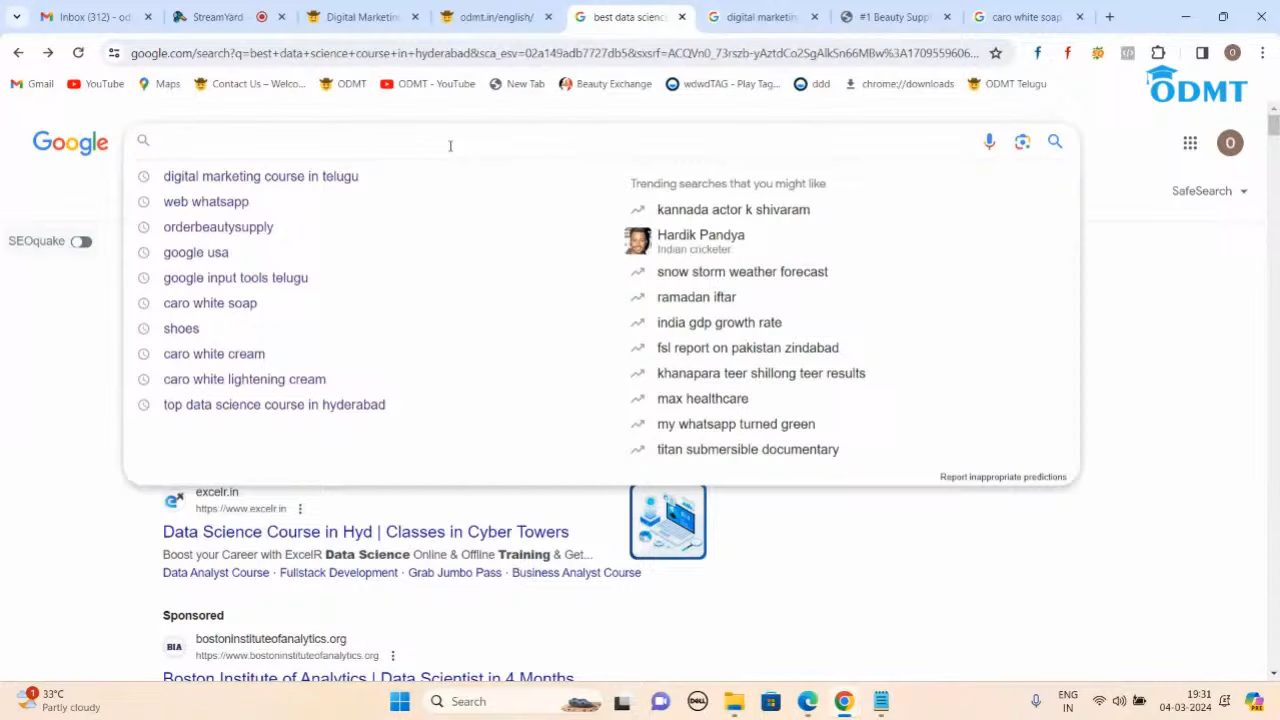 Inbox (312) - od
StreamYard
Digital Marketin
odmt.in/english/
best data scienc
digital marketin
#1 Beauty Supp
caro white soap
google.com/search?q=best+data+science+course+in+hyderabad&sca_esv=02a149adb7727db5&sxsrf=ACQVn0_73rszb-yAztdCo2SgAlkSn66MBw%3A1709559606...
Gmail
YouTube
Maps
Contact Us – Welco...
ODMT
ODMT - YouTube
New Tab
Beauty Exchange
wdwdTAG - Play Tag...
ddd
chrome://downloads
ODMT Telugu
ODMT
Google
SafeSearch
SEOquake
digital marketing course in telugu
web whatsapp
orderbeautysupply
google usa
google input tools telugu
caro white soap
shoes
caro white cream
caro white lightening cream
top data science course in hyderabad
Trending searches that you might like
kannada actor k shivaram
Hardik Pandya
Indian cricketer
snow storm weather forecast
ramadan iftar
india gdp growth rate
fsl report on pakistan zindabad
khanapara teer shillong teer results
max healthcare
my whatsapp turned green
titan submersible documentary
Report inappropriate predictions
excelr.in
https://www.excelr.in
Data Science Course in Hyd | Classes in Cyber Towers
Boost your Career with ExcelR Data Science Online & Offline Training & Get...
Data Analyst Course · Fullstack Development · Grab Jumbo Pass · Business Analyst Course
Sponsored
BIA
bostoninstituteofanalytics.org
https://www.bostoninstituteofanalytics.org
Boston Institute of Analytics | Data Scientist in 4 Months
1
33°C
Partly cloudy
Search
DELL
ENG
IN
19:31
04-03-2024